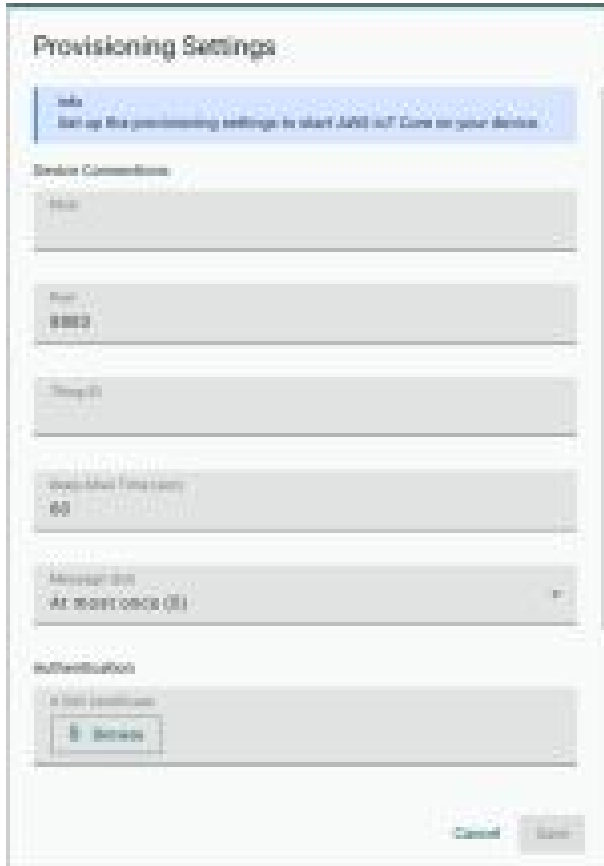 Provisioning Settings
Info
Set up the provisioning settings to start AWS IoT Core on your device.
Device Connections
Host
Port
8883
Thing ID
Keep Alive Time (sec)
60
Message QoS
At most once (0)
Authentication
X.509 Certificate
Browse
Cancel
Save